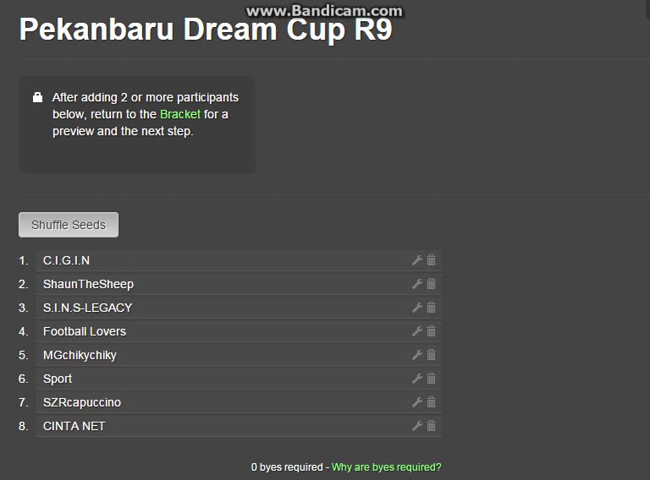 www.Bandicam.com
Pekanbaru Dream Cup R9
After adding 2 or more participants
below, return to the Bracket for a
preview and the next step.
Shuffle Seeds
1. C.I.G.I.N
2. ShaunTheSheep
3. S.I.N.S-LEGACY
4. Football Lovers
5. MGchikychiky
6. Sport
7. SZRcapuccino
8. CINTA NET
0 byes required - Why are byes required?